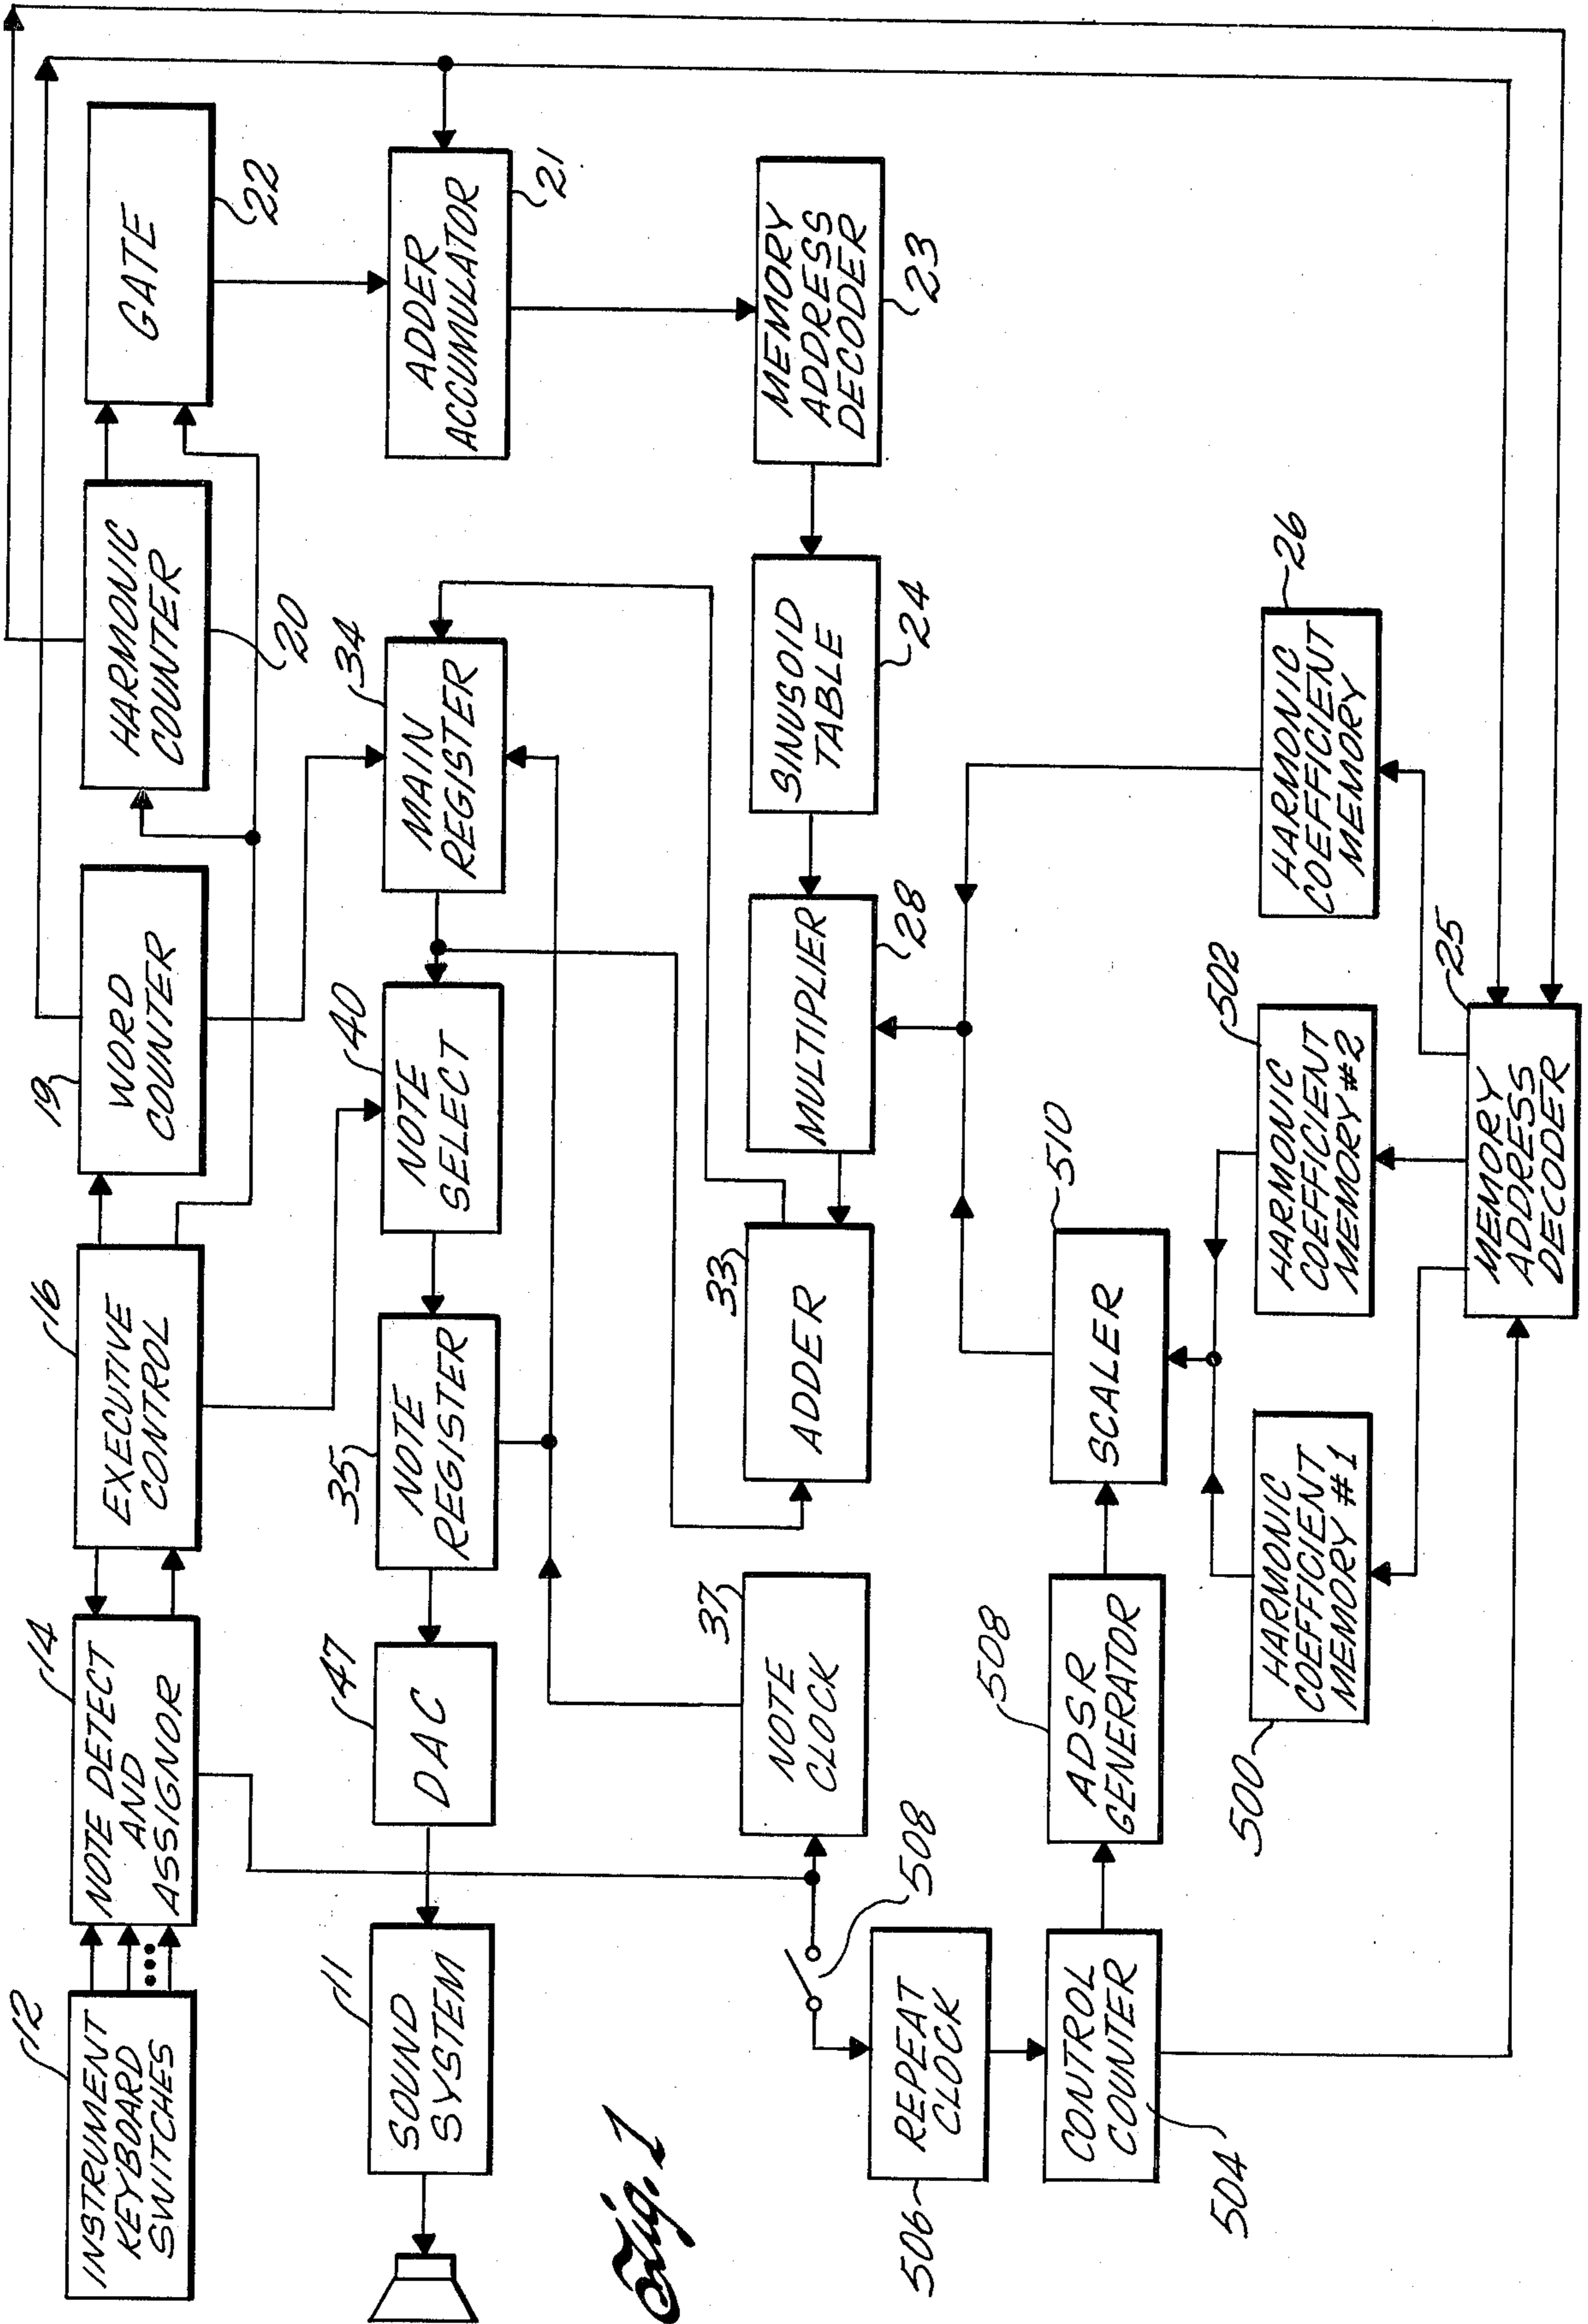 12
INSTRUMENT
KEYBOARD
SWITCHES
14
NOTE DETECT
AND
ASSIGNOR
16
EXECUTIVE
CONTROL
19
WORD
COUNTER
HARMONIC
COUNTER
20
GATE
22
11
SOUND
SYSTEM
47
DAC
35
NOTE
REGISTER
40
NOTE
SELECT
34
MAIN
REGISTER
ADDER
ACCUMULATOR
21
Fig. 1
37
NOTE
CLOCK
33
ADDER
MULTIPLIER
28
SINUSOID
TABLE
24
MEMORY
ADDRESS
DECODER
23
508
506
REPEAT
CLOCK
CONTROL
COUNTER
504
508
ADSR
GENERATOR
510
SCALER
500
HARMONIC
COEFFICIENT
MEMORY #1
502
HARMONIC
COEFFICIENT
MEMORY #2
26
HARMONIC
COEFFICIENT
MEMORY
25
MEMORY
ADDRESS
DECODER